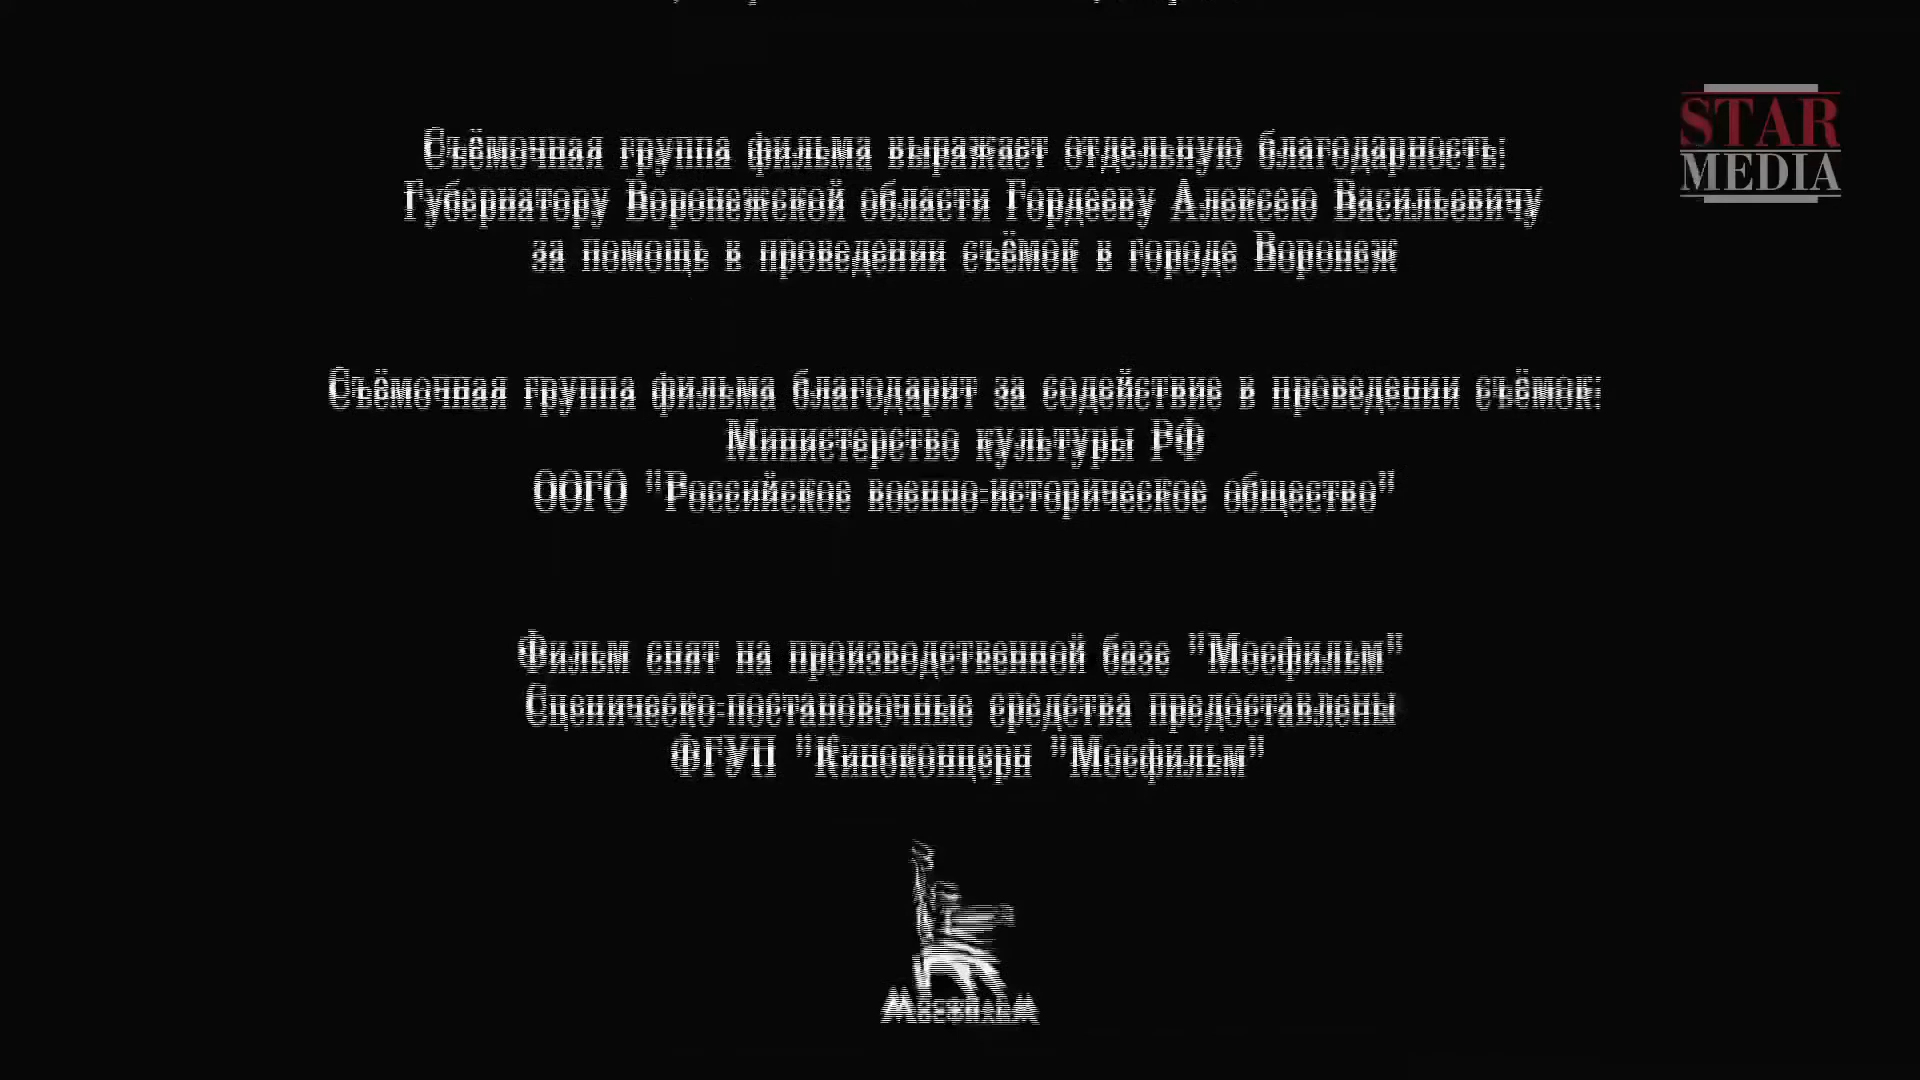 Съёмочная группа фильма выражает отдельную благодарность:
Губернатору Воронежской области Гордееву Алексею Васильевичу
за помощь в проведении съёмок в городе Воронеж
Съёмочная группа фильма благодарит за содействие в проведении съёмок:
Министерство культуры РФ
ООГО "Российское военно-историческое общество"
Фильм снят на производственной базе "Мосфильм"
Сценическо-постановочные средства предоставлены
ФГУП "Киноконцерн "Мосфильм"
МОСФИЛЬМ
STAR
MEDIA